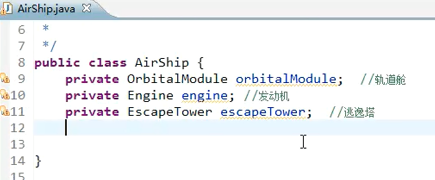 AirShip.java
6 *
7 */
8 public class AirShip {
9 private OrbitalModule orbitalModule; //轨道舱
10 private Engine engine; //发动机
11 private EscapeTower escapeTower; //逃逸塔
12
13
14 }